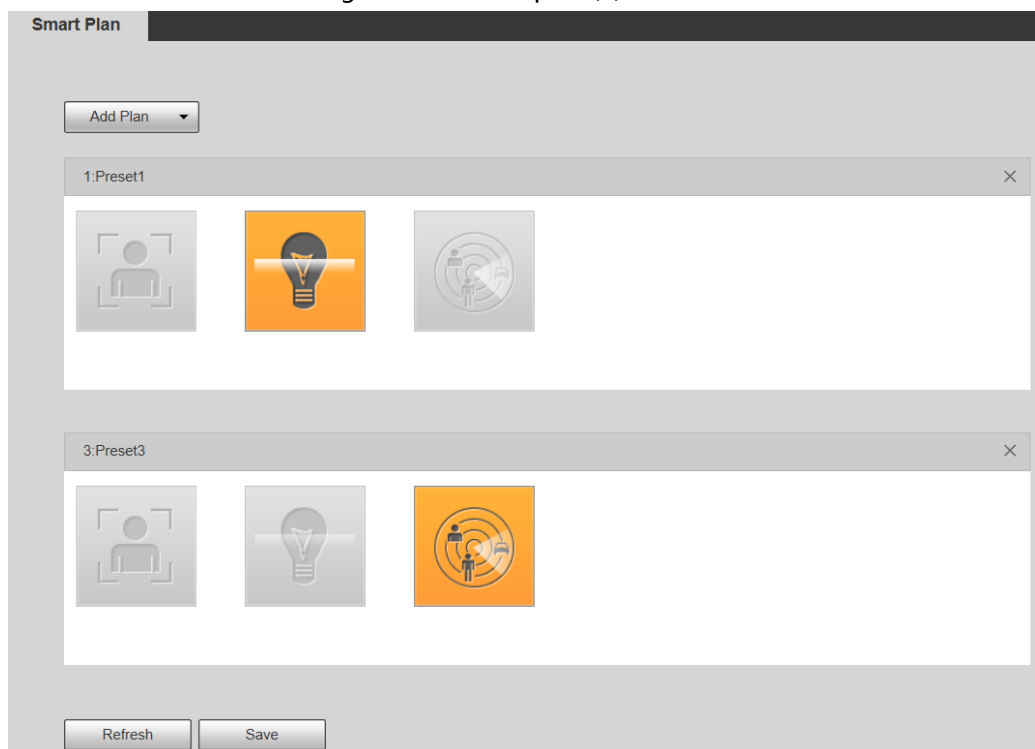 Smart Plan
Add Plan
1:Preset1
3:Preset3
Refresh
Save